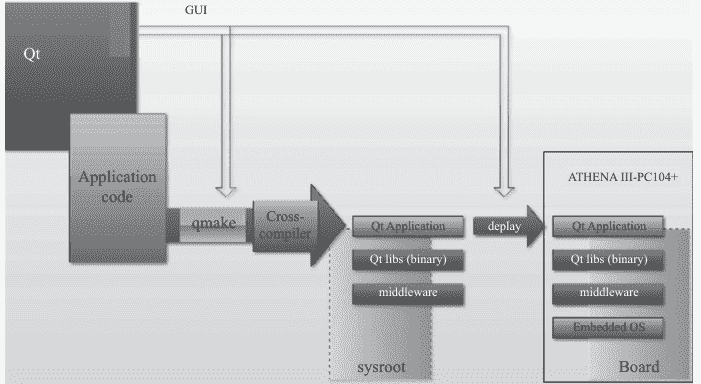 GUI
Qt
Application
code
qmake
Cross-
compiler
Qt Application
Qt libs (binary)
middleware
sysroot
deplay
ATHENA III-PC104+
Qt Application
Qt libs (binary)
middleware
Embedded OS
Board